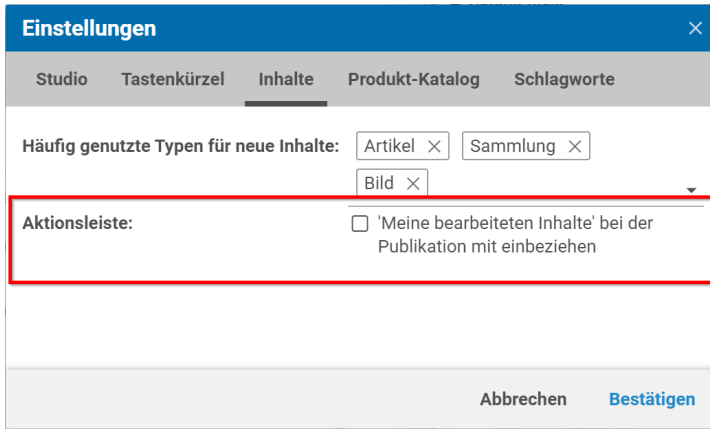 Einstellungen
Studio Tastenkürzel Inhalte Produkt-Katalog Schlagworte
Häufig genutzte Typen für neue Inhalte: Artikel Sammlung
Bild
Aktionsleiste: 'Meine bearbeiteten Inhalte' bei der
Publikation mit einbeziehen
Abbrechen Bestätigen